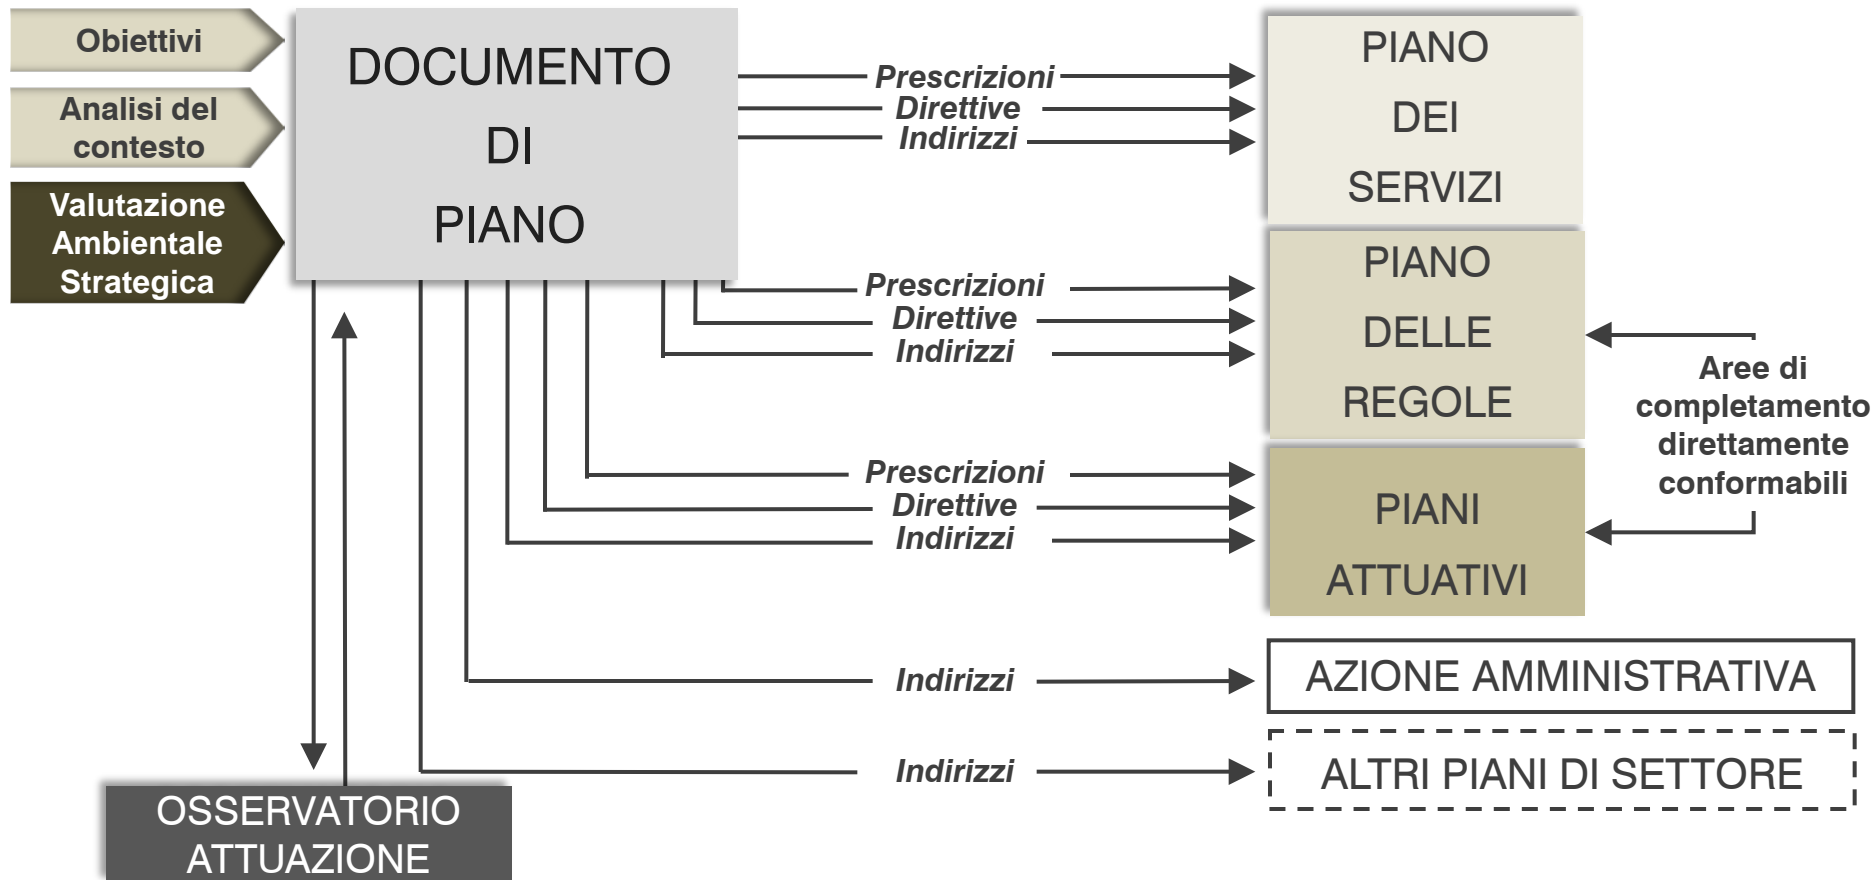 Obiettivi
Analisi del
contesto
Valutazione
Ambientale
Strategica
DOCUMENTO
DI
PIANO
Prescrizioni
Direttive
Indirizzi
PIANO
DEI
SERVIZI
Prescrizioni
Direttive
Indirizzi
PIANO
DELLE
REGOLE
Aree di
completamento
direttamente
conformabili
Prescrizioni
Direttive
Indirizzi
PIANI
ATTUATIVI
Indirizzi
AZIONE AMMINISTRATIVA
Indirizzi
ALTRI PIANI DI SETTORE
OSSERVATORIO
ATTUAZIONE